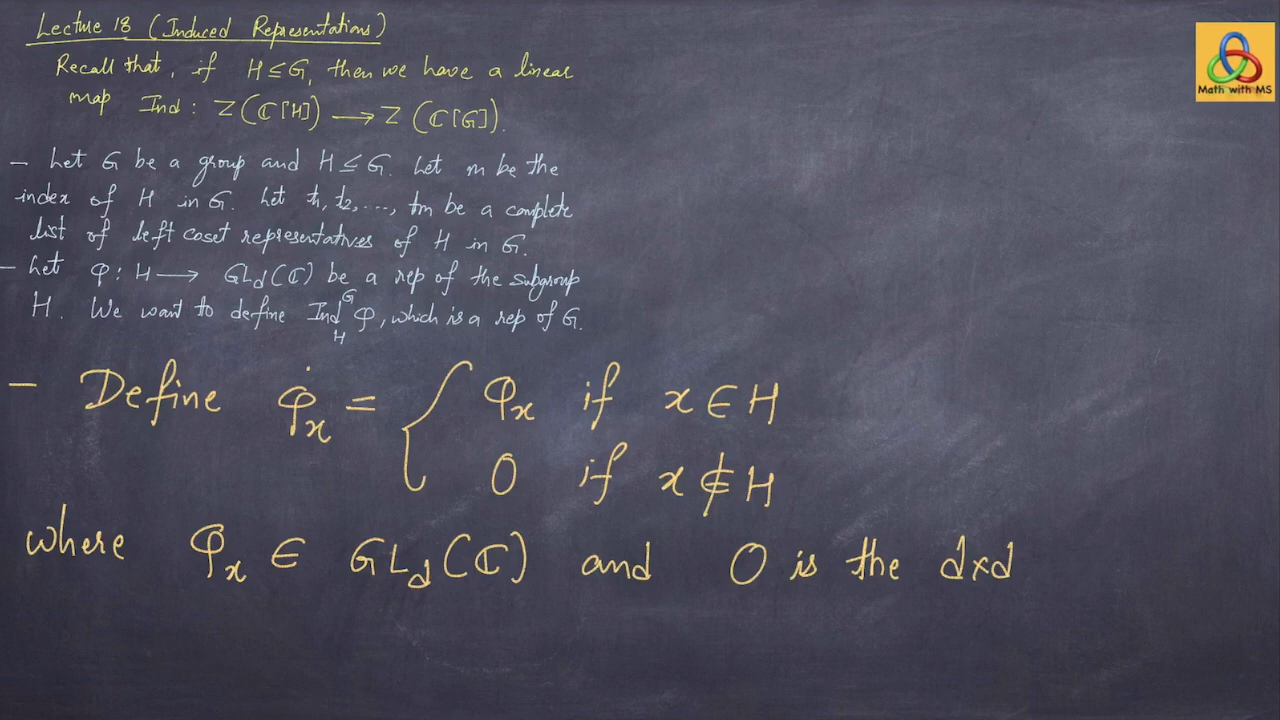 Lecture 18 (Induced Representations)
Recall that, if H ≤ G, then we have a linear
map Ind : Z(ℂ[H]) ⟶ Z(ℂ[G]).
- Let G be a group and H ≤ G. Let m be the
index of H in G. Let t1, t2, ..., tm be a complete
list of left coset representatives of H in G.
- Let φ : H ⟶ GL_d(ℂ) be a rep of the subgroup
H. We want to define Ind_H^G φ, which is a rep of G.
- Define φ̇_x = { φ_x if x ∈ H
0 if x ∉ H
where φ_x ∈ GL_d(ℂ) and 0 is the d×d
Math with MS